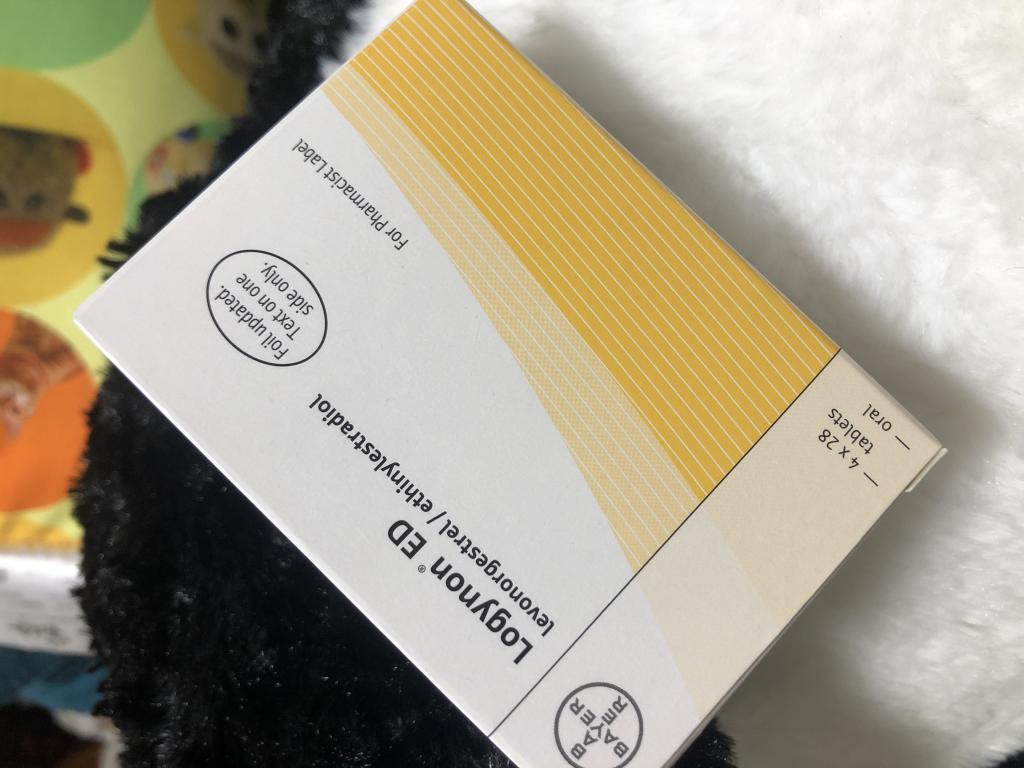 For Pharmacist Label
Foil updated.
Text on one
side only.
Logynon® ED
levonorgestrel / ethinylestradiol
— 4 x 28
tablets
— oral
BAYER
BAYER